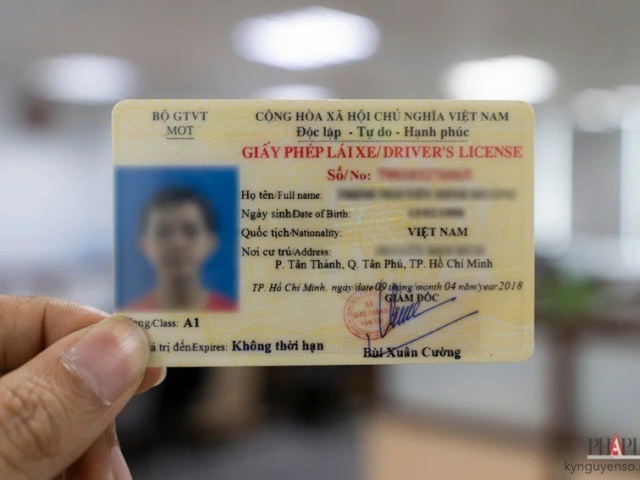 BỘ GTVT
MOT
CỘNG HÒA XÃ HỘI CHỦ NGHĨA VIỆT NAM
Độc lập - Tự do - Hạnh phúc
GIẤY PHÉP LÁI XE/ DRIVER'S LICENSE
Số/No:
Họ tên/Full name:
Ngày sinh/Date of Birth:
Quốc tịch/Nationality: VIỆT NAM
Nơi cư trú/Address:
P. Tân Thành, Q. Tân Phú, TP. Hồ Chí Minh
TP. Hồ Chí Minh, ngày/date 09 tháng/month 04 năm/year 2018
GIÁM ĐỐC
/Class: A1
trị đến/Expires: Không thời hạn
Bùi Xuân Cường